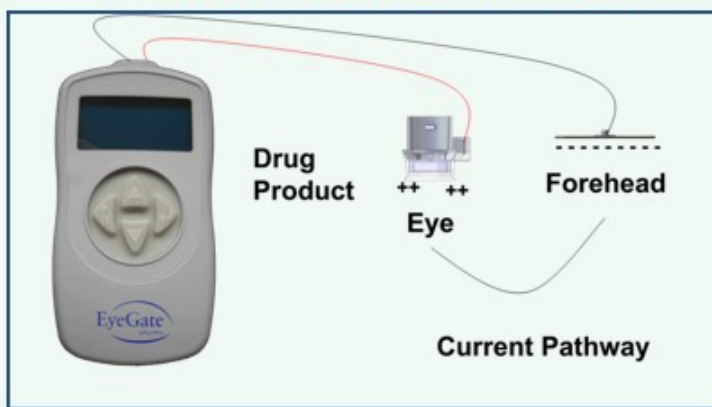 Drug
Product
++
++
Eye
Forehead
EyeGate
pharma
Current Pathway